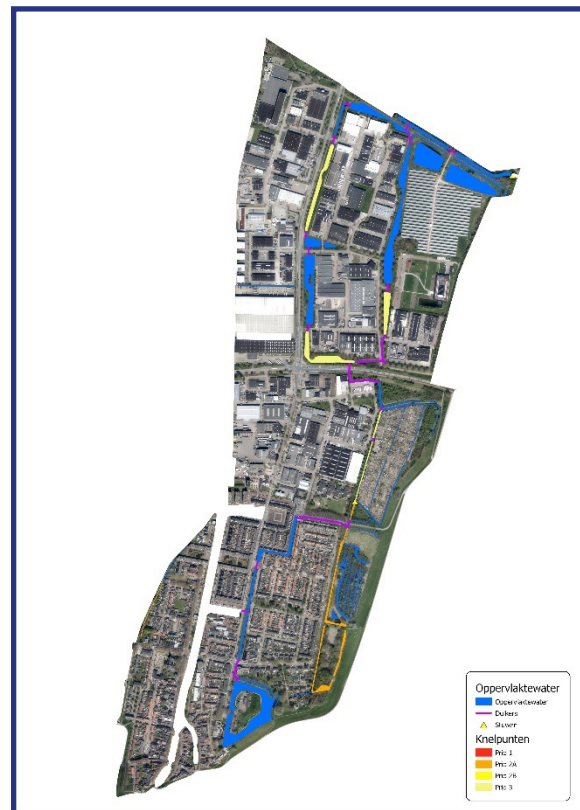 Oppervlaktewater
Oppervlaktewater
Duikers
Stuwen
Knelpunten
Prio 1
Prio 2A
Prio 2B
Prio 3